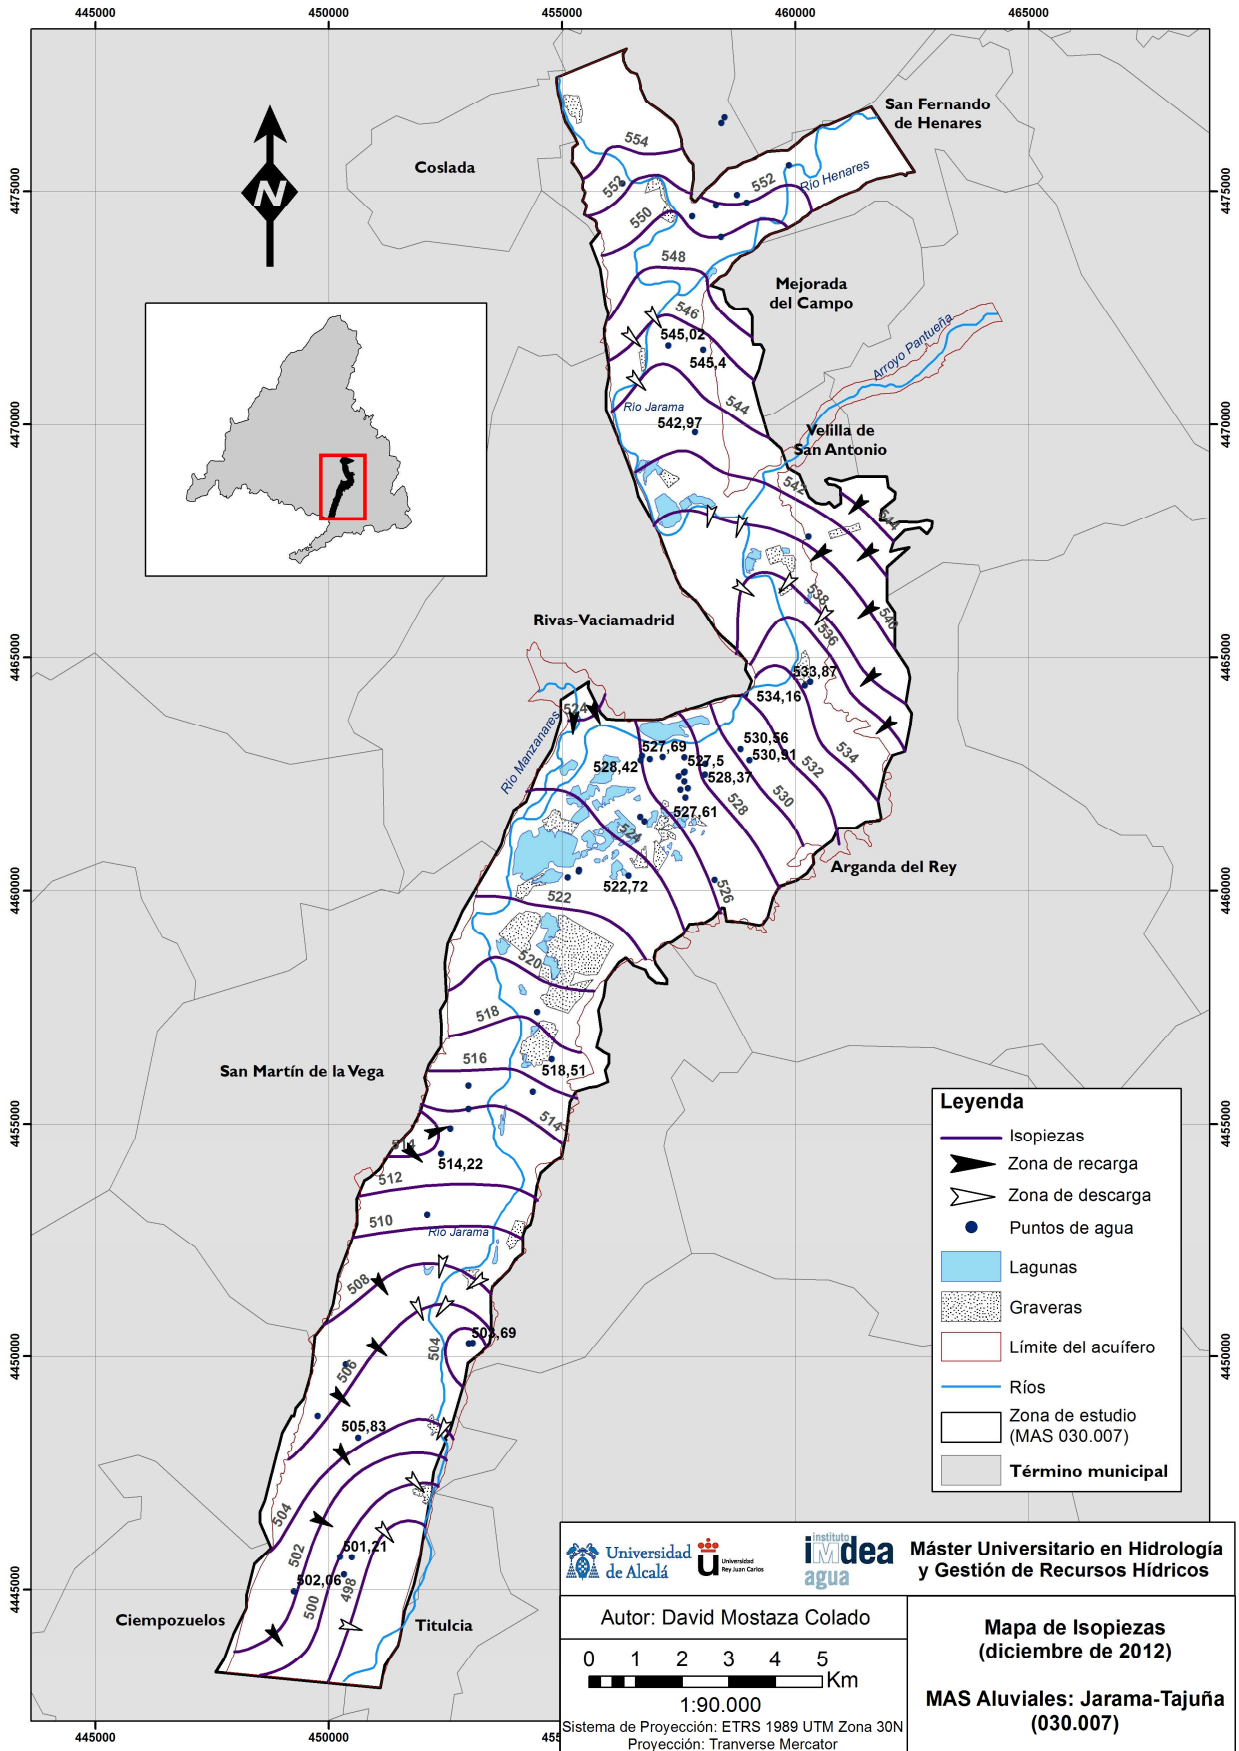 445000
450000
455000
460000
465000
4475000
4470000
4465000
4460000
4455000
4450000
4445000
4475000
4470000
4465000
4460000
4455000
4450000
N
Coslada
San Fernando
de Henares
554
552
552
Río Henares
550
548
Mejorada
del Campo
546
545,02
545,4
Arroyo Pantueña
Río Jarama
544
542,97
Velilla de
San Antonio
542
544
538
540
536
Rivas-Vaciamadrid
533,87
534,16
524
Río Manzanares
527,69
530,56
527,5
530,91
528,42
528,37
532
534
530
528
527,61
524
Arganda del Rey
522,72
526
522
520
518
516
518,51
San Martín de la Vega
514
514
514,22
512
510
Río Jarama
508
503,69
504
506
505,83
504
502
501,21
502,06
500
498
Ciempozuelos
Titulcia
Leyenda
Isopiezas
Zona de recarga
Zona de descarga
Puntos de agua
Lagunas
Graveras
Límite del acuífero
Ríos
Zona de estudio
(MAS 030.007)
Término municipal
Universidad
de Alcalá
Universidad
Rey Juan Carlos
instituto
imdea
agua
Máster Universitario en Hidrología
y Gestión de Recursos Hídricos
Autor: David Mostaza Colado
0 1 2 3 4 5
Km
1:90.000
Sistema de Proyección: ETRS 1989 UTM Zona 30N
Proyección: Tranverse Mercator
Mapa de Isopiezas
(diciembre de 2012)
MAS Aluviales: Jarama-Tajuña
(030.007)
445000
450000